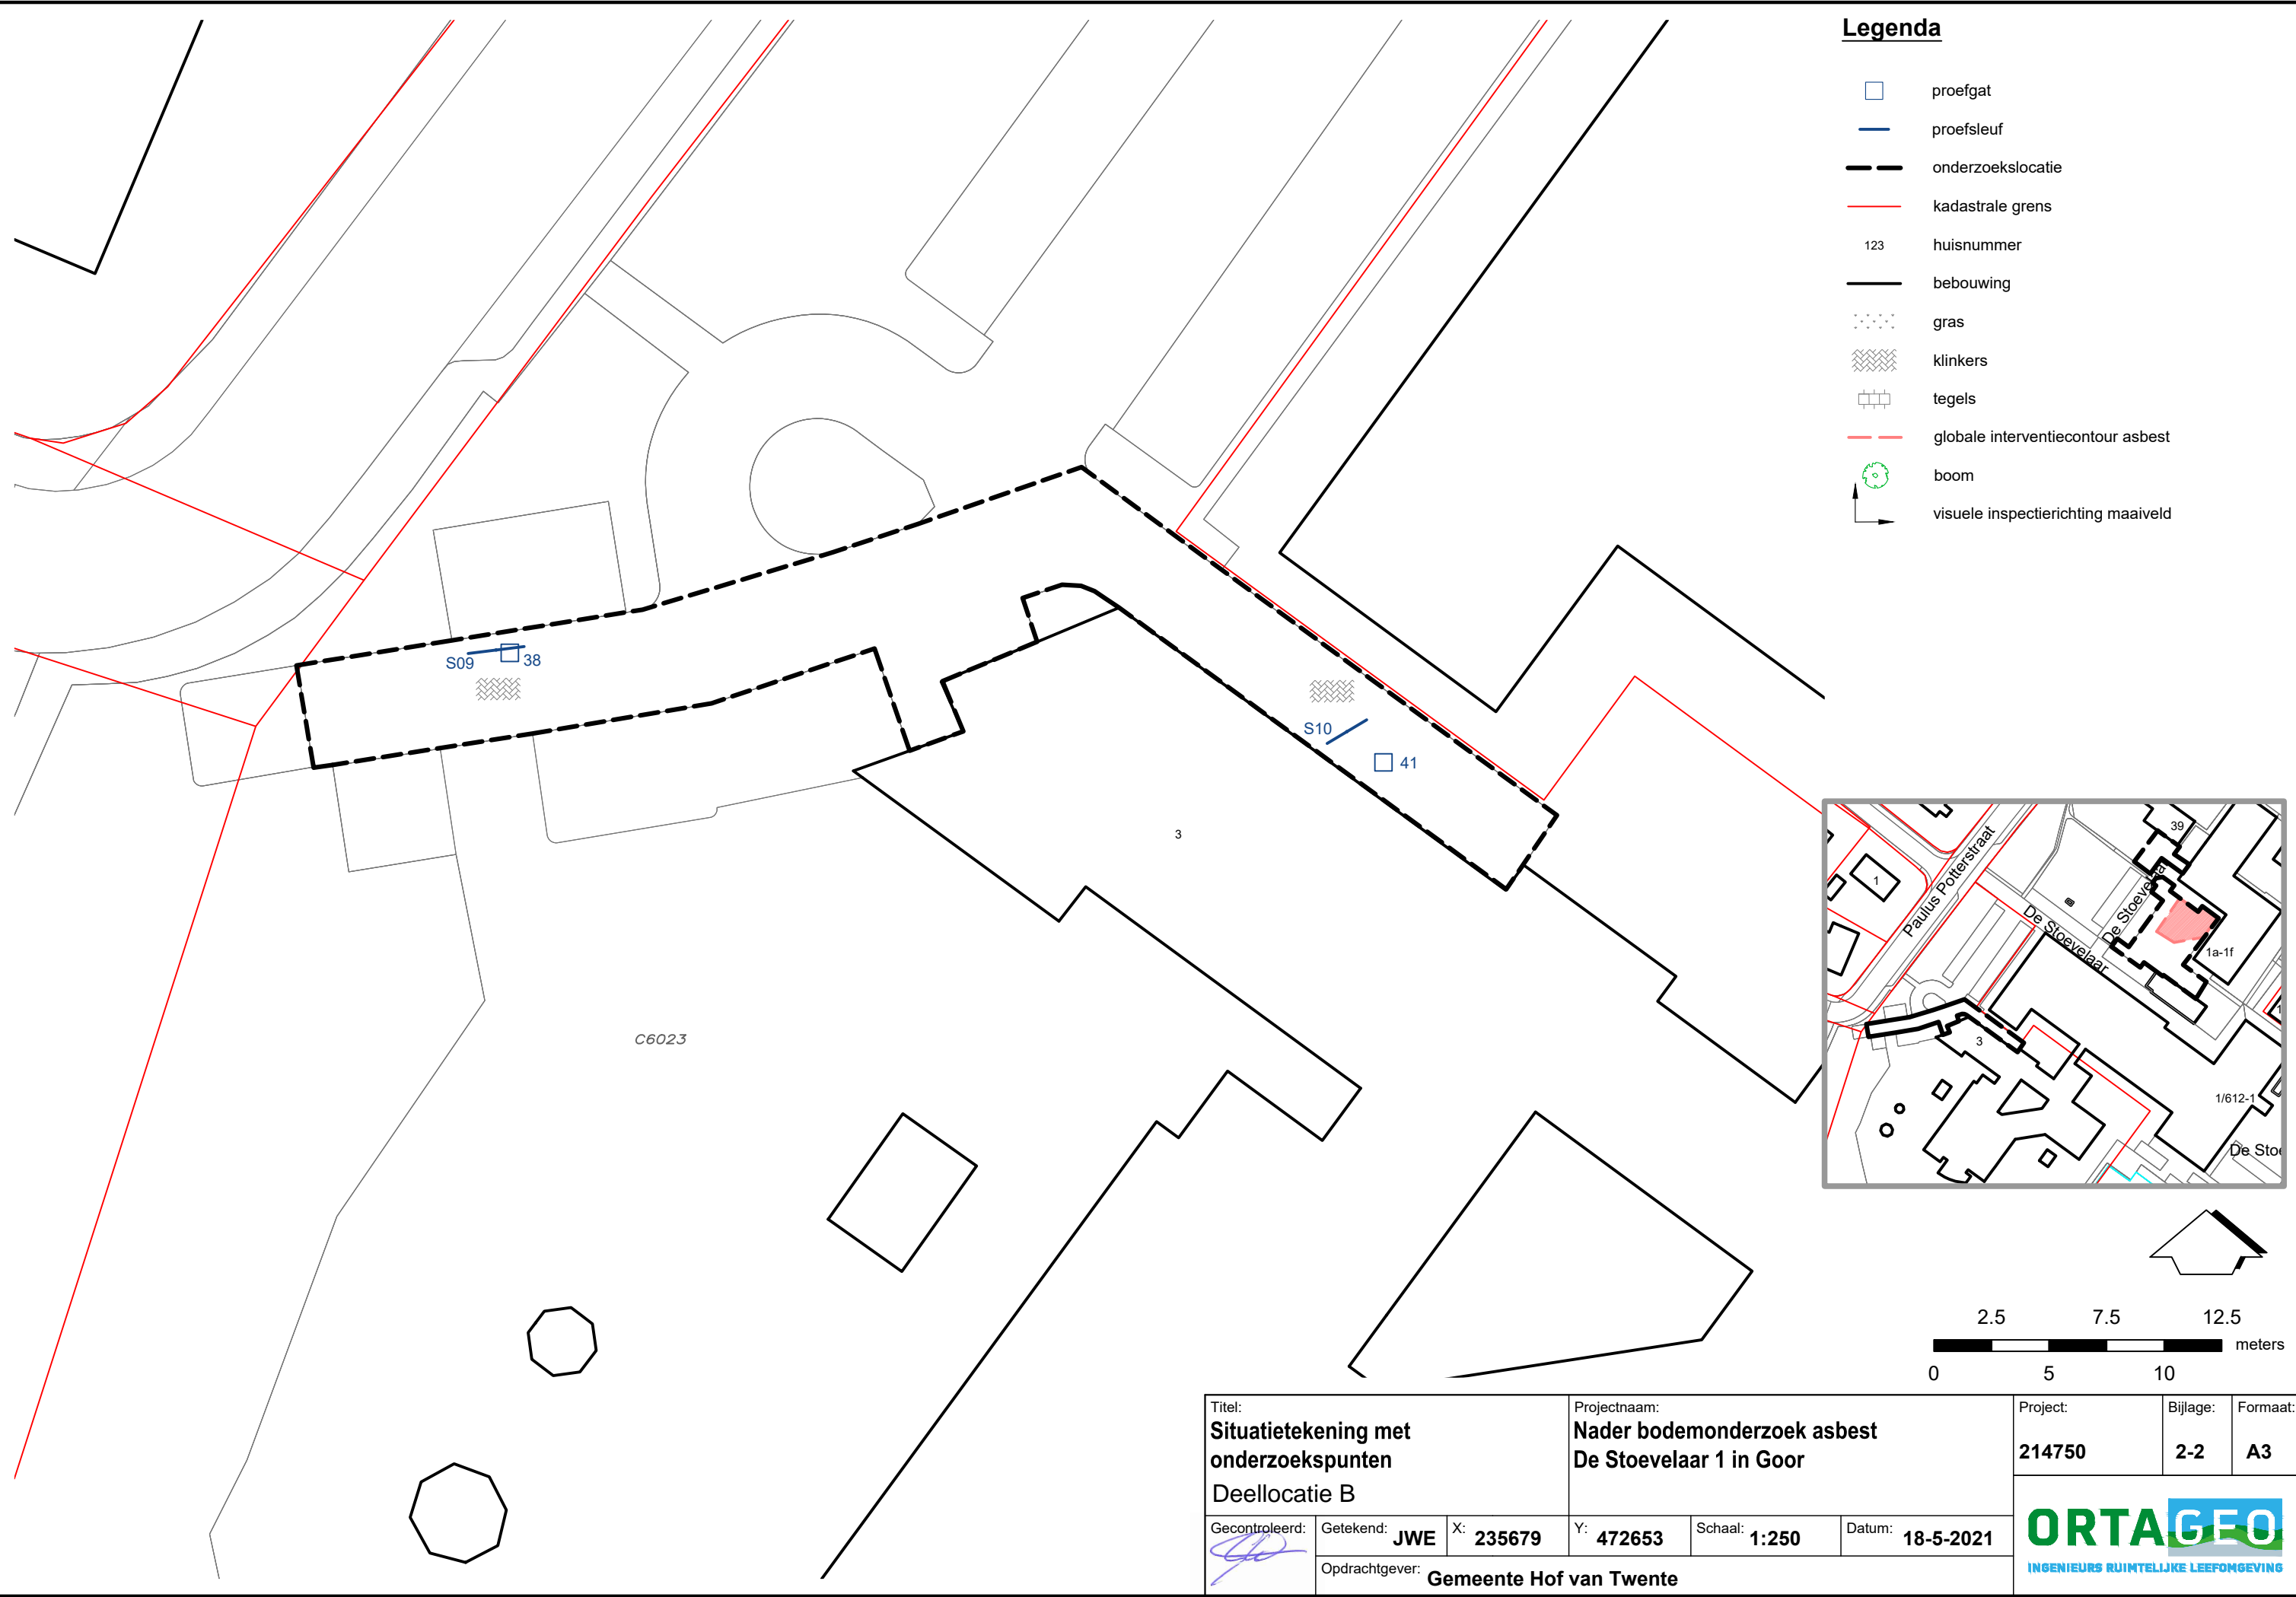 Legenda
proefgat
proefsleuf
onderzoekslocatie
kadastrale grens
123 huisnummer
bebouwing
gras
klinkers
tegels
globale interventiecontour asbest
boom
visuele inspectierichting maaiveld
S09
38
S10
41
3
C6023
39
1
Paulus Potterstraat
De Stoevelaar
De Stoevelaar
1a-1f
3
1/612-1
De Stoe
2.5 7.5 12.5
meters
0 5 10
Titel:
Situatietekening met
onderzoekspunten
Deellocatie B
Projectnaam:
Nader bodemonderzoek asbest
De Stoevelaar 1 in Goor
Project:
214750
Bijlage:
2-2
Formaat:
A3
Gecontroleerd:
Getekend: JWE
X: 235679
Y: 472653
Schaal: 1:250
Datum: 18-5-2021
Opdrachtgever: Gemeente Hof van Twente
ORTAGEO
INGENIEURS RUIMTELIJKE LEEFOMGEVING